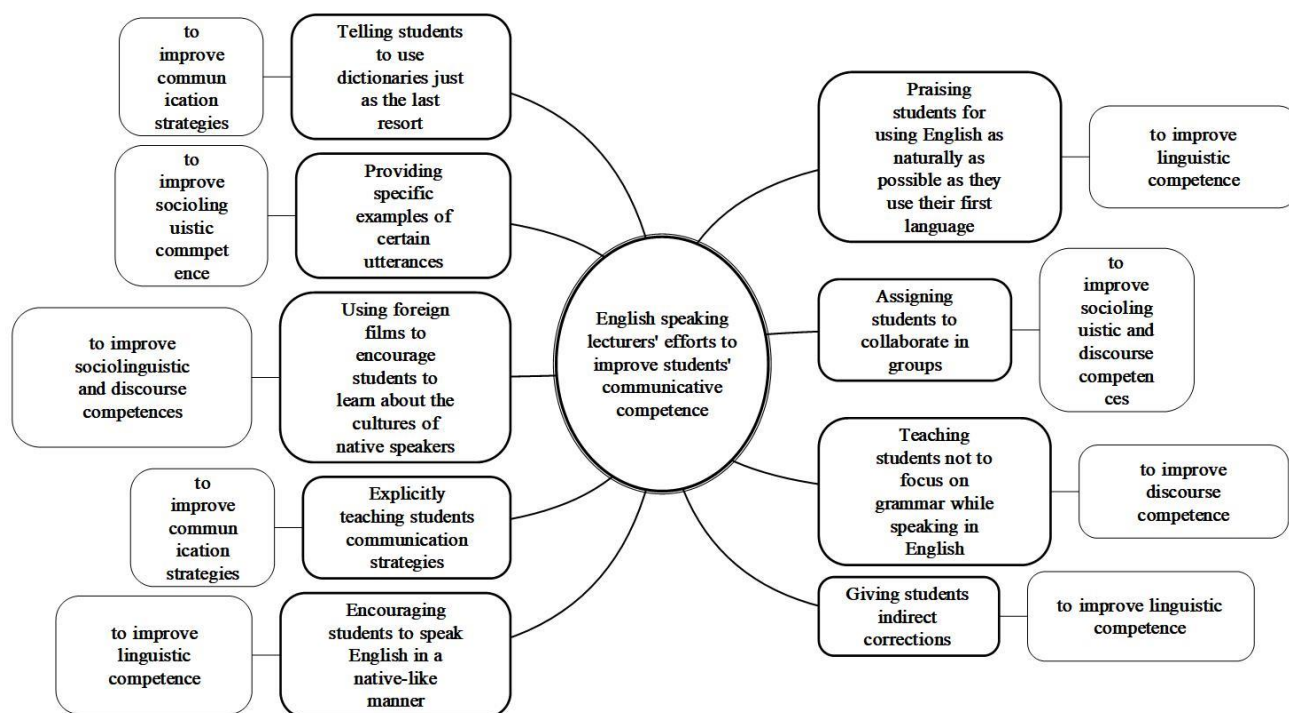 to
improve
commun
ication
strategies
Telling students
to use
dictionaries just
as the last
resort
to
improve
socioling
uistic
commpet
ence
Providing
specific
examples of
certain
utterances
to improve
sociolinguistic
and discourse
competences
Using foreign
films to
encourage
students to
learn about the
cultures of
native speakers
to
improve
commun
ication
strategies
Explicitly
teaching students
communication
strategies
to improve
linguistic
competence
Encouraging
students to speak
English in a
native-like
manner
English speaking
lecturers' efforts to
improve students'
communicative
competence
Praising
students for
using English as
naturally as
possible as they
use their first
language
to improve
linguistic
competence
Assigning
students to
collaborate in
groups
to
improve
socioling
uistic and
discourse
competen
ces
Teaching
students not to
focus on
grammar while
speaking in
English
to improve
discourse
competence
Giving students
indirect
corrections
to improve linguistic
competence